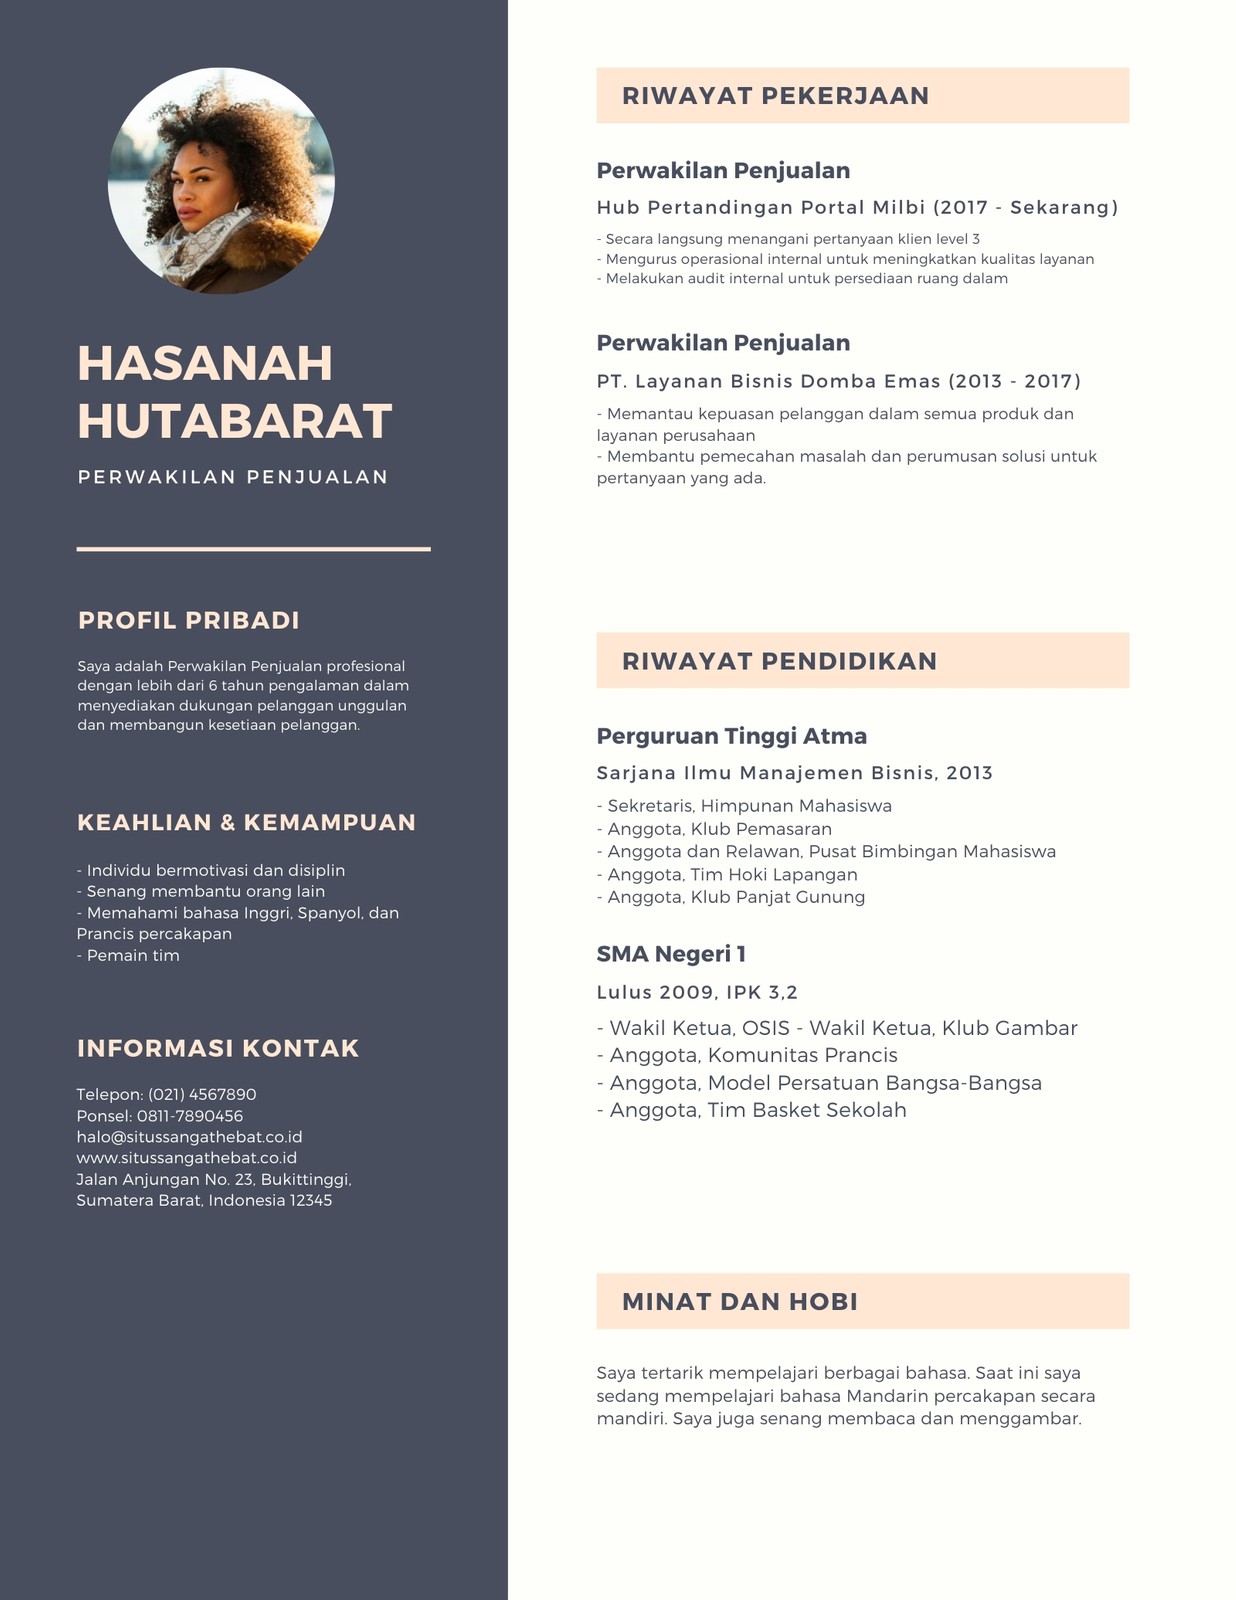 HASANAH
HUTABARAT
PERWAKILAN PENJUALAN
PROFIL PRIBADI
Saya adalah Perwakilan Penjualan profesional
dengan lebih dari 6 tahun pengalaman dalam
menyediakan dukungan pelanggan unggulan
dan membangun kesetiaan pelanggan.
KEAHLIAN & KEMAMPUAN
- Individu bermotivasi dan disiplin
- Senang membantu orang lain
- Memahami bahasa Inggri, Spanyol, dan
Prancis percakapan
- Pemain tim
INFORMASI KONTAK
Telepon: (021) 4567890
Ponsel: 0811-7890456
halo@situssangathebat.co.id
www.situssangathebat.co.id
Jalan Anjungan No. 23, Bukittinggi,
Sumatera Barat, Indonesia 12345
RIWAYAT PEKERJAAN
Perwakilan Penjualan
Hub Pertandingan Portal Milbi (2017 - Sekarang)
- Secara langsung menangani pertanyaan klien level 3
- Mengurus operasional internal untuk meningkatkan kualitas layanan
- Melakukan audit internal untuk persediaan ruang dalam
Perwakilan Penjualan
PT. Layanan Bisnis Domba Emas (2013 - 2017)
- Memantau kepuasan pelanggan dalam semua produk dan
layanan perusahaan
- Membantu pemecahan masalah dan perumusan solusi untuk
pertanyaan yang ada.
RIWAYAT PENDIDIKAN
Perguruan Tinggi Atma
Sarjana Ilmu Manajemen Bisnis, 2013
- Sekretaris, Himpunan Mahasiswa
- Anggota, Klub Pemasaran
- Anggota dan Relawan, Pusat Bimbingan Mahasiswa
- Anggota, Tim Hoki Lapangan
- Anggota, Klub Panjat Gunung
SMA Negeri 1
Lulus 2009, IPK 3,2
- Wakil Ketua, OSIS - Wakil Ketua, Klub Gambar
- Anggota, Komunitas Prancis
- Anggota, Model Persatuan Bangsa-Bangsa
- Anggota, Tim Basket Sekolah
MINAT DAN HOBI
Saya tertarik mempelajari berbagai bahasa. Saat ini saya
sedang mempelajari bahasa Mandarin percakapan secara
mandiri. Saya juga senang membaca dan menggambar.